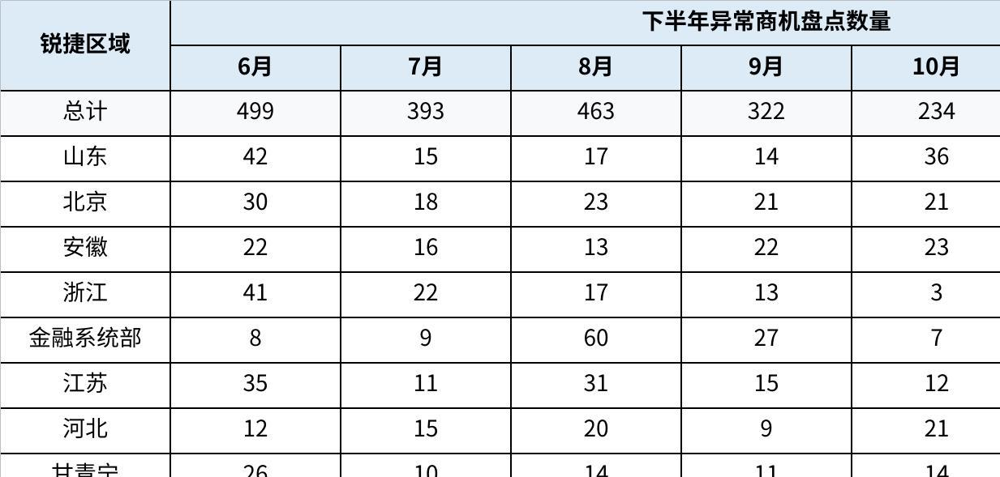 下半年异常商机盘点数量
锐捷区域
6月 7月 8月 9月 10月
总计 499 393 463 322 234
山东 42 15 17 14 36
北京 30 18 23 21 21
安徽 22 16 13 22 23
浙江 41 22 17 13 3
金融系统部 8 9 60 27 7
江苏 35 11 31 15 12
河北 12 15 20 9 21
甘青宁 26 10 14 11 14